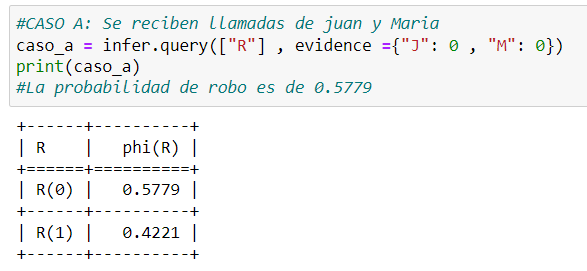 #CASO A: Se reciben llamadas de juan y Maria
caso_a = infer.query(["R"] , evidence ={"J": 0 , "M": 0})
print(caso_a)
#La probabilidad de robo es de 0.5779
+------+----------+
| R    |   phi(R) |
+======+==========+
| R(0) |   0.5779 |
+------+----------+
| R(1) |   0.4221 |
+------+----------+